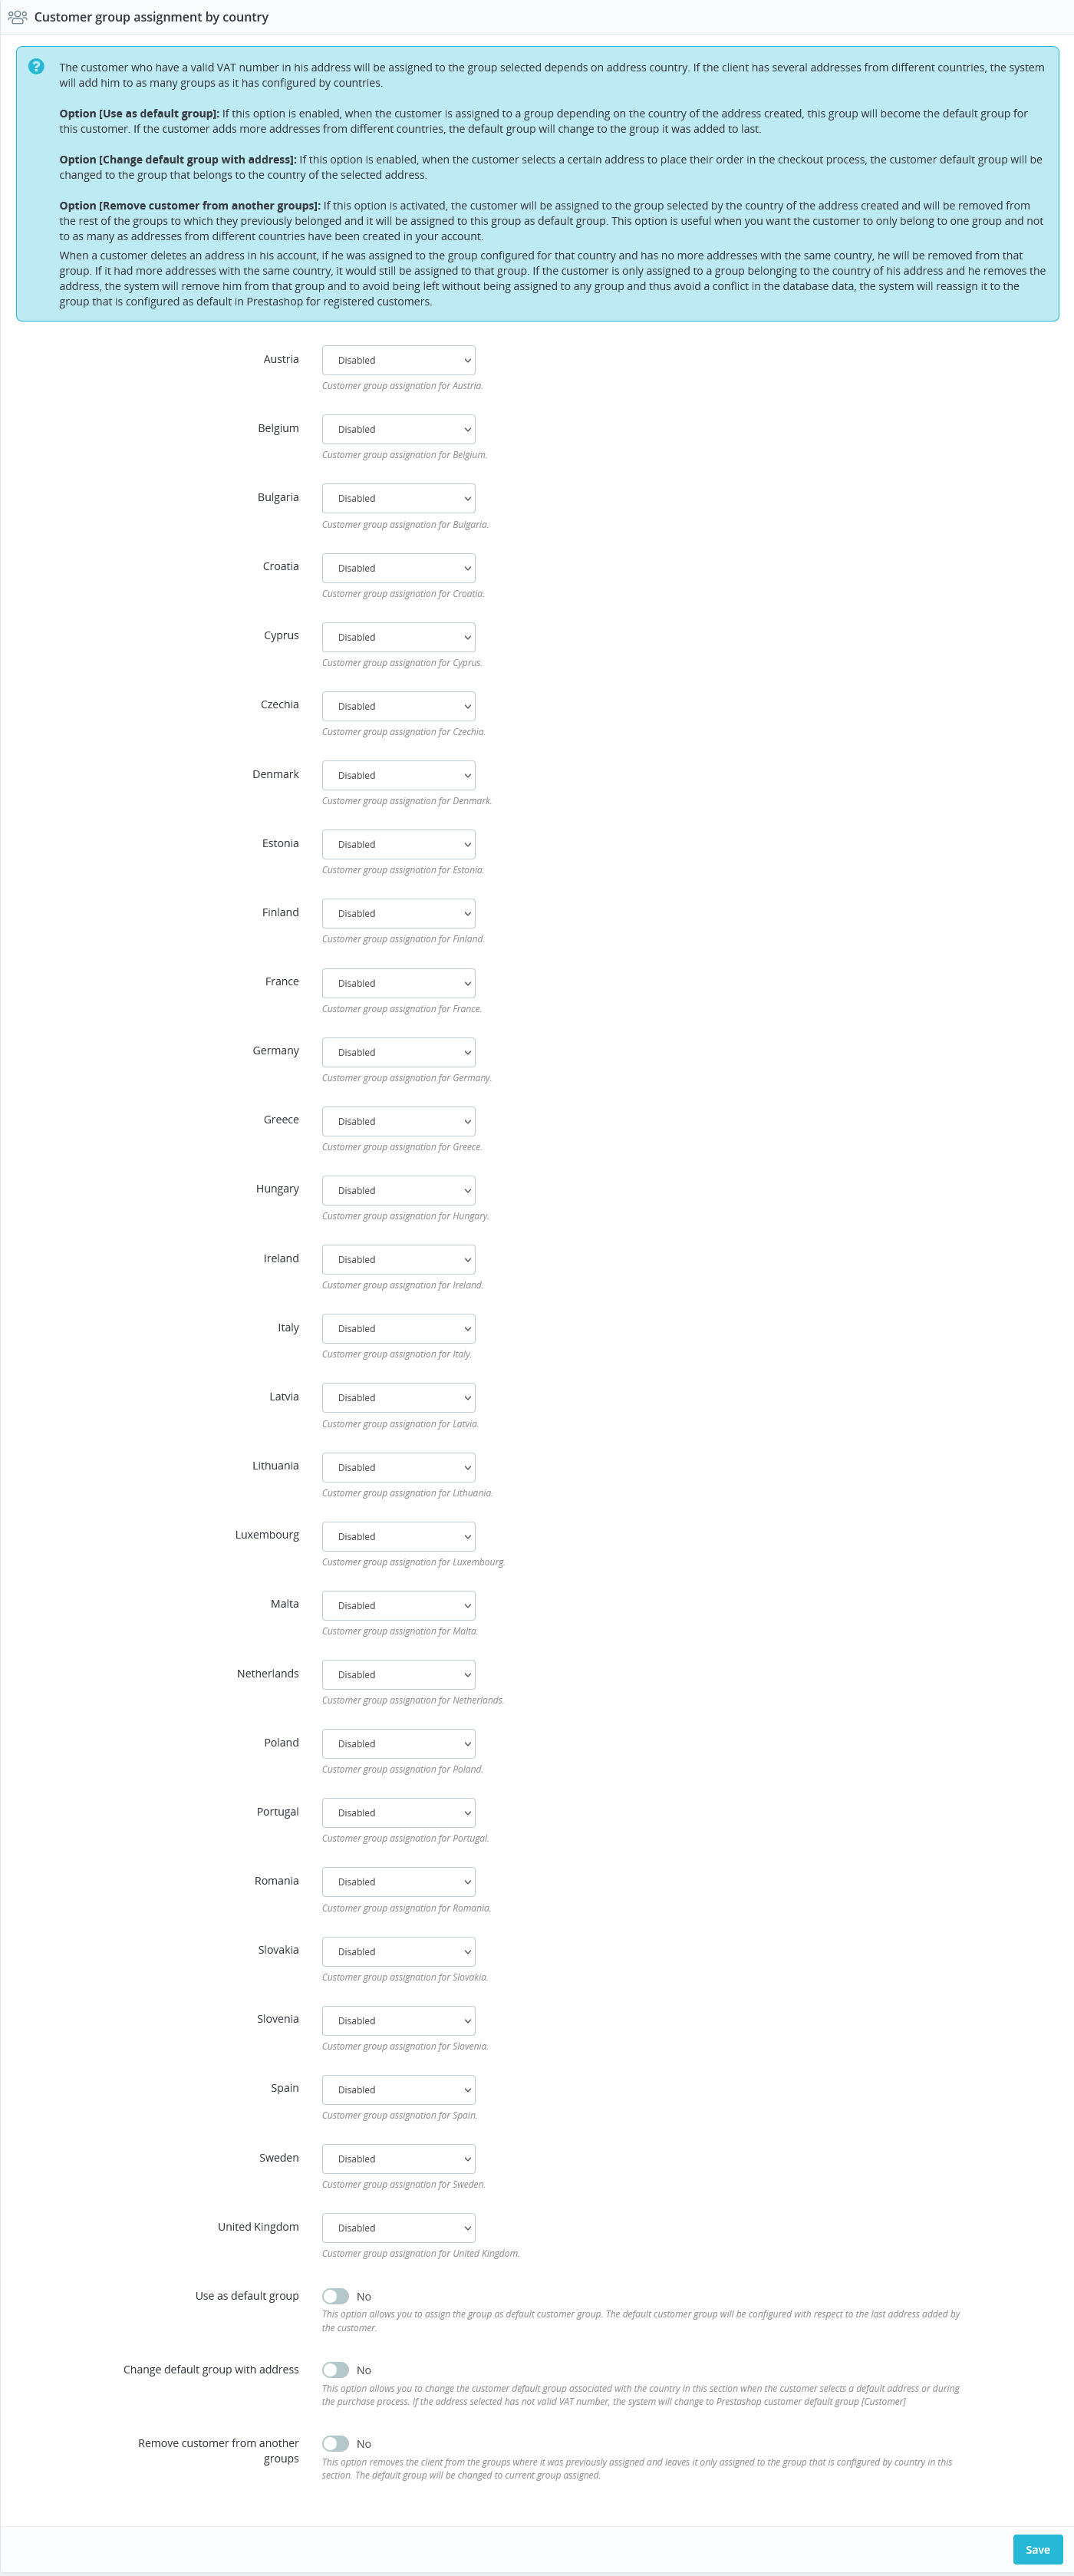 Customer group assignment by country
The customer who have a valid VAT number in his address will be assigned to the group selected depends on address country. If the client has several addresses from different countries, the system
will add him to as many groups as it has configured by countries.
Option [Use as default group]: If this option is enabled, when the customer is assigned to a group depending on the country of the address created, this group will become the default group for
this customer. If the customer adds more addresses from different countries, the default group will change to the group it was added to last.
Option [Change default group with address]: If this option is enabled, when the customer selects a certain address to place their order in the checkout process, the customer default group will be
changed to the group that belongs to the country of the selected address.
Option [Remove customer from another groups]: If this option is activated, the customer will be assigned to the group selected by the country of the address created and will be removed from
the rest of the groups to which they previously belonged and it will be assigned to this group as default group. This option is useful when you want the customer to only belong to one group and not
to as many as addresses from different countries have been created in your account.
When a customer deletes an address in his account, if he was assigned to the group configured for that country and has no more addresses with the same country, he will be removed from that
group. If it had more addresses with the same country, it would still be assigned to that group. If the customer is only assigned to a group belonging to the country of his address and he removes the
address, the system will remove him from that group and to avoid being left without being assigned to any group and thus avoid a conflict in the database data, the system will reassign it to the
group that is configured as default in Prestashop for registered customers.
Austria
Disabled
Customer group assignation for Austria.
Belgium
Disabled
Customer group assignation for Belgium.
Bulgaria
Disabled
Customer group assignation for Bulgaria.
Croatia
Disabled
Customer group assignation for Croatia.
Cyprus
Disabled
Customer group assignation for Cyprus.
Czechia
Disabled
Customer group assignation for Czechia.
Denmark
Disabled
Customer group assignation for Denmark.
Estonia
Disabled
Customer group assignation for Estonia.
Finland
Disabled
Customer group assignation for Finland.
France
Disabled
Customer group assignation for France.
Germany
Disabled
Customer group assignation for Germany.
Greece
Disabled
Customer group assignation for Greece.
Hungary
Disabled
Customer group assignation for Hungary.
Ireland
Disabled
Customer group assignation for Ireland.
Italy
Disabled
Customer group assignation for Italy.
Latvia
Disabled
Customer group assignation for Latvia.
Lithuania
Disabled
Customer group assignation for Lithuania.
Luxembourg
Disabled
Customer group assignation for Luxembourg.
Malta
Disabled
Customer group assignation for Malta.
Netherlands
Disabled
Customer group assignation for Netherlands.
Poland
Disabled
Customer group assignation for Poland.
Portugal
Disabled
Customer group assignation for Portugal.
Romania
Disabled
Customer group assignation for Romania.
Slovakia
Disabled
Customer group assignation for Slovakia.
Slovenia
Disabled
Customer group assignation for Slovenia.
Spain
Disabled
Customer group assignation for Spain.
Sweden
Disabled
Customer group assignation for Sweden.
United Kingdom
Disabled
Customer group assignation for United Kingdom.
Use as default group
No
This option allows you to assign the group as default customer group. The default customer group will be configured with respect to the last address added by
the customer.
Change default group with address
No
This option allows you to change the customer default group associated with the country in this section when the customer selects a default address or during
the purchase process. If the address selected has not valid VAT number, the system will change to Prestashop customer default group [Customer]
Remove customer from another
groups
No
This option removes the client from the groups where it was previously assigned and leaves it only assigned to the group that is configured by country in this
section. The default group will be changed to current group assigned.
Save